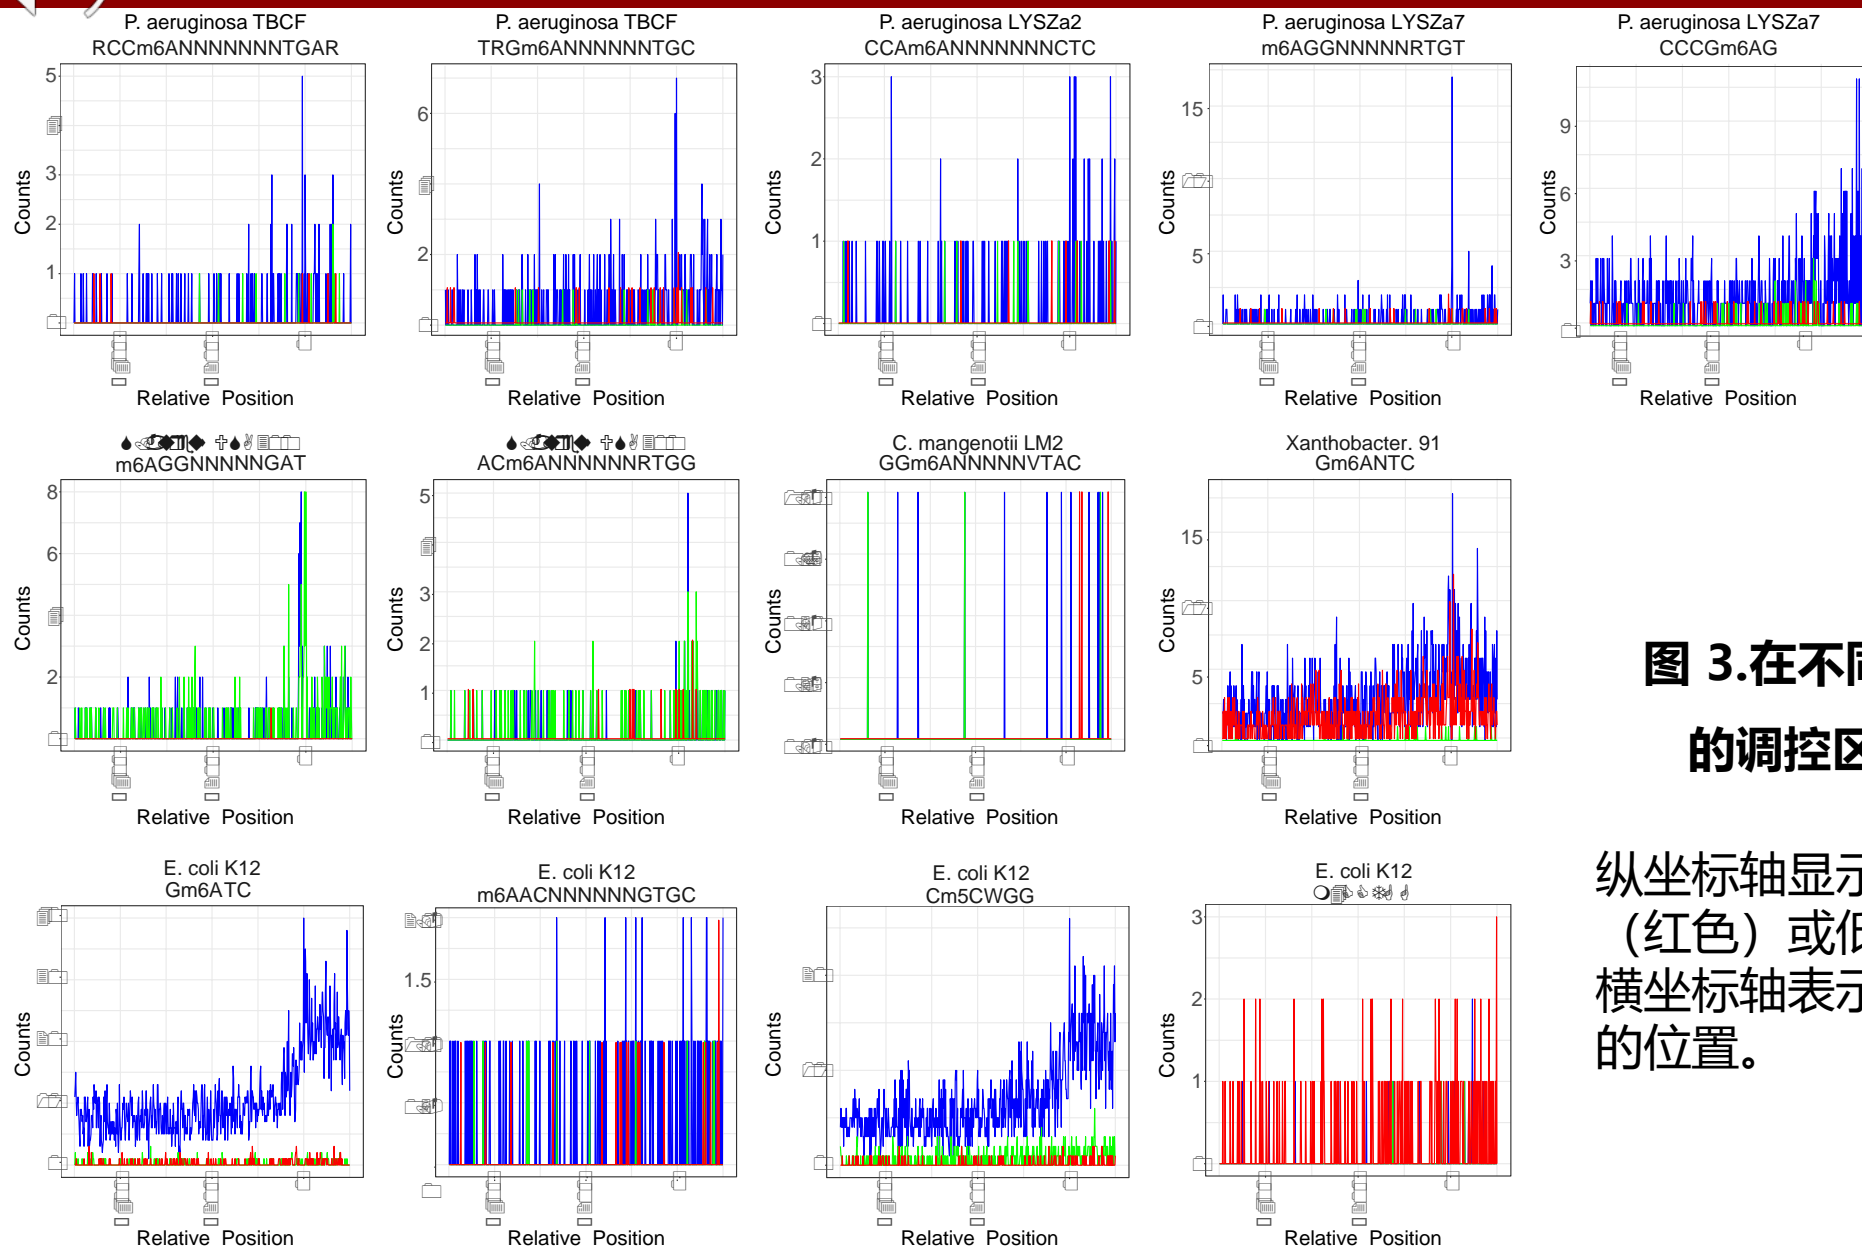 P. aeruginosa TBCF
RCCm6ANNNNNNNTGAR
5
3
2
1
Counts
Relative Position
P. aeruginosa TBCF
TRGm6ANNNNNNTGC
6
2
Counts
Relative Position
P. aeruginosa LYSZa2
CCAm6ANNNNNNNCTC
3
2
1
Counts
Relative Position
P. aeruginosa LYSZa7
m6AGGNNNNNRTGT
15
5
Counts
Relative Position
P. aeruginosa LYSZa7
CCCGm6AG
9
6
3
Counts
Relative Position
m6AGGNNNNNGAT
8
6
2
Counts
Relative Position
ACm6ANNNNNNRTGG
5
3
2
1
Counts
Relative Position
C. mangenotii LM2
GGm6ANNNNNVTAC
Counts
Relative Position
Xanthobacter. 91
Gm6ANTC
15
5
Counts
Relative Position
E. coli K12
Gm6ATC
Counts
Relative Position
E. coli K12
m6AACNNNNNNGTGC
1.5
Counts
Relative Position
E. coli K12
Cm5CWGG
Counts
Relative Position
E. coli K12
3
2
1
Counts
Relative Position
图 3.在不同
的调控区
纵坐标轴显示
（红色）或低
横坐标轴表示
的位置。